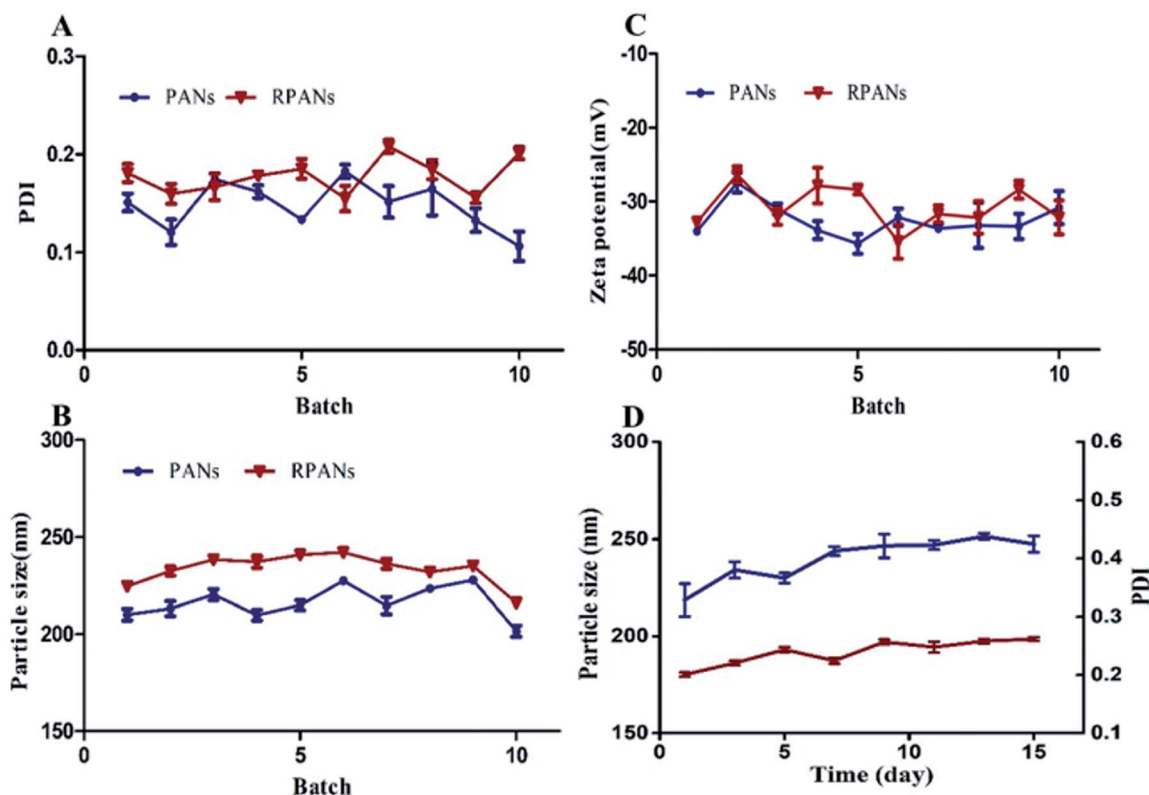 A
0.3
0.2
0.1
0.0
PDI
PANs RPANs
0 5 10
Batch
C
-10
-20
-30
-40
-50
Zeta potential(mV)
PANs RPANs
0 5 10
Batch
B
300
250
200
150
Particle size(nm)
PANs RPANs
0 5 10
Batch
D
300
250
200
150
Particle size (nm)
0.6
0.5
0.4
0.3
0.2
0.1
PDI
0 5 10 15
Time (day)